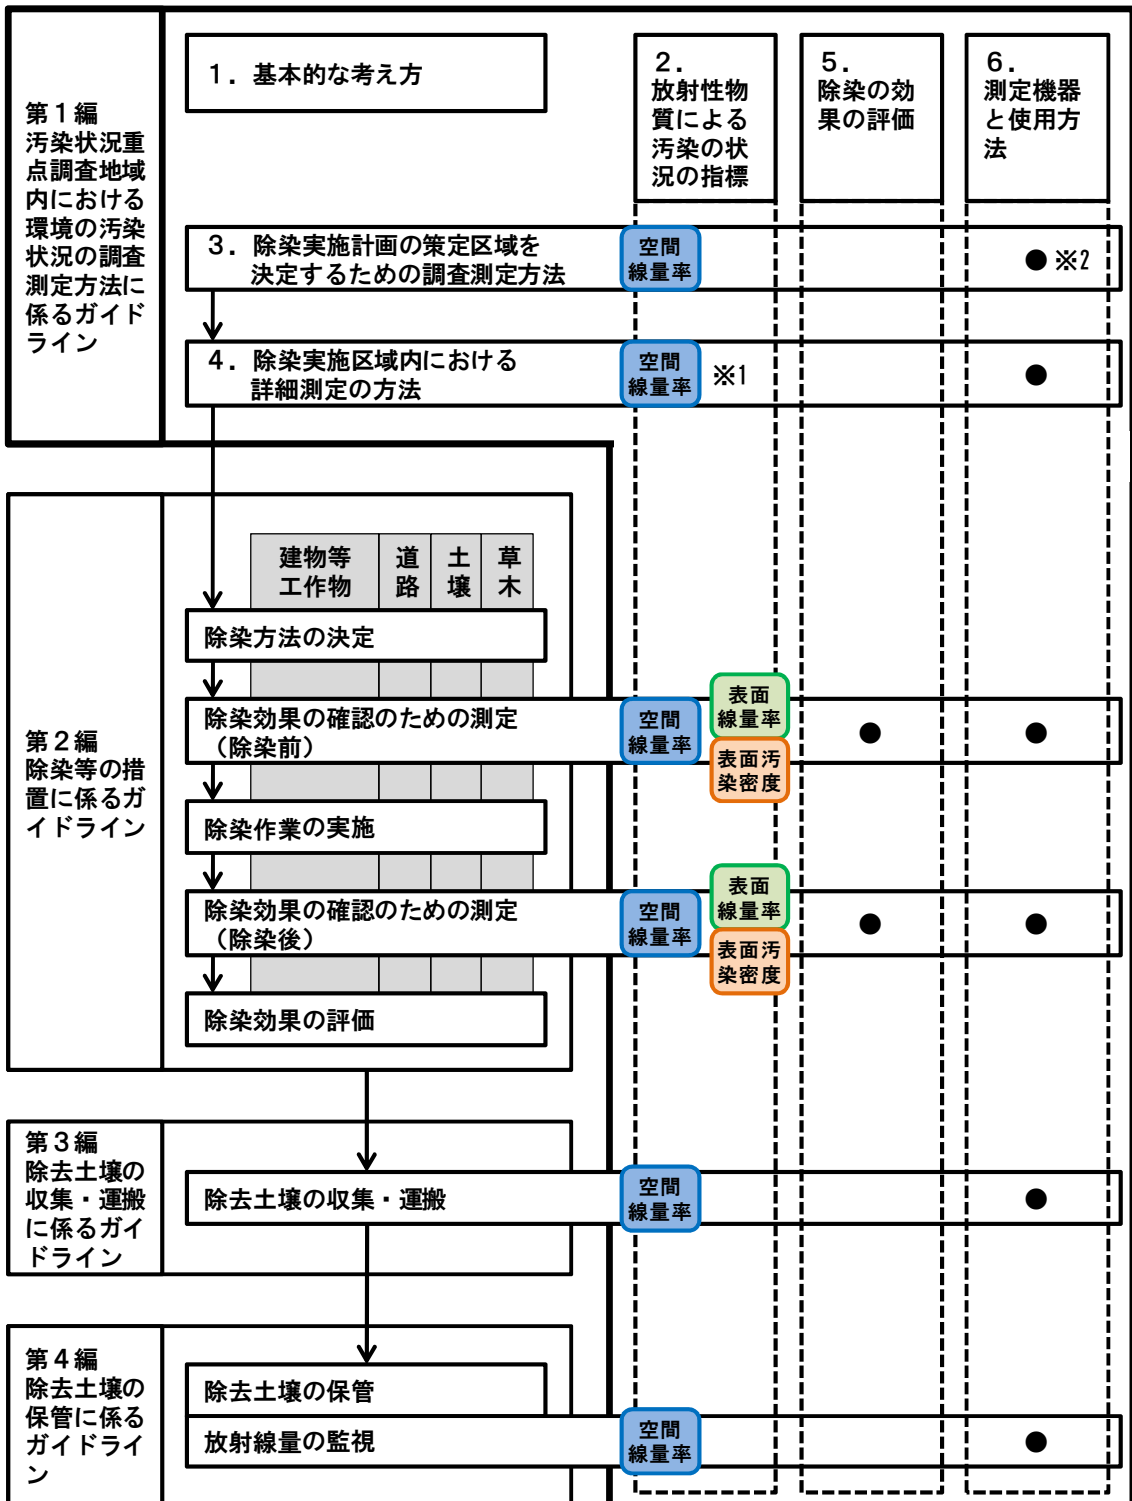 第１編
汚染状況重
点調査地域
内における
環境の汚染
状況の調査
測定方法に
係るガイド
ライン
１．基本的な考え方
２．
放射性物
質による
汚染の状
況の指標
５．
除染の効
果の評価
６．
測定機器
と使用方
法
３．除染実施計画の策定区域を
決定するための調査測定方法
空間
線量率
●※2
４．除染実施区域内における
詳細測定の方法
空間
線量率
※1
●
第２編
除染等の措
置に係るガ
イドライン
建物等
工作物
道
路
土
壌
草
木
除染方法の決定
除染効果の確認のための測定
（除染前）
空間
線量率
表面
線量率
表面汚
染密度
●
●
除染作業の実施
除染効果の確認のための測定
（除染後）
空間
線量率
表面
線量率
表面汚
染密度
●
●
除染効果の評価
第３編
除去土壌の
収集・運搬
に係るガイ
ドライン
除去土壌の収集・運搬
空間
線量率
●
第４編
除去土壌の
保管に係る
ガイドライ
ン
除去土壌の保管
放射線量の監視
空間
線量率
●